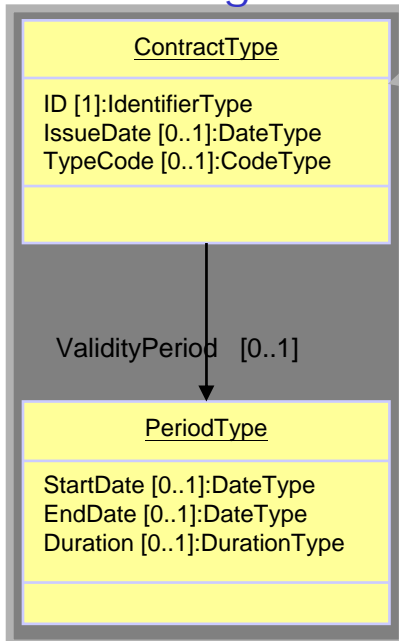 ContractType
ID [1]:IdentifierType
IssueDate [0..1]:DateType
TypeCode [0..1]:CodeType
ValidityPeriod [0..1]
PeriodType
StartDate [0..1]:DateType
EndDate [0..1]:DateType
Duration [0..1]:DurationType